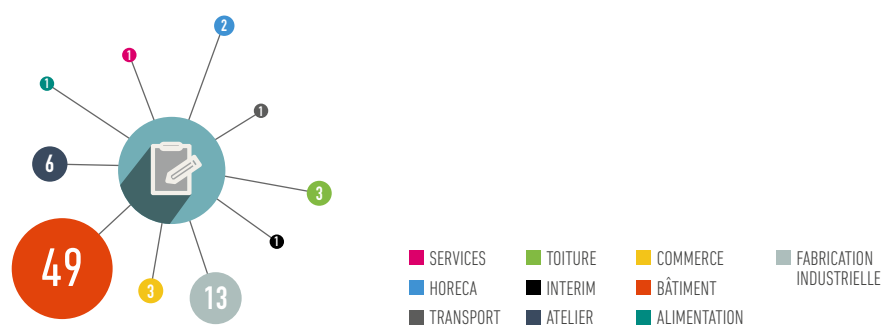 2
1
1
1
6
3
1
49
3
13
SERVICES
HORECA
TRANSPORT
TOITURE
INTERIM
ATELIER
COMMERCE
BÂTIMENT
ALIMENTATION
FABRICATION
INDUSTRIELLE